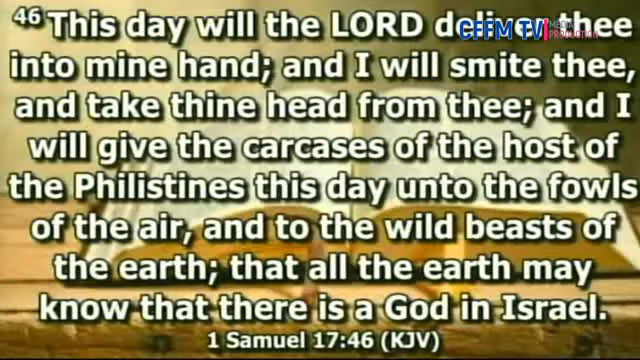 46 This day will the LORD deliver thee
into mine hand; and I will smite thee,
and take thine head from thee; and I
will give the carcases of the host of
the Philistines this day unto the fowls
of the air, and to the wild beasts of
the earth; that all the earth may
know that there is a God in Israel.
1 Samuel 17:46 (KJV)
CFFM TV
MEDIA
PRODUCTION